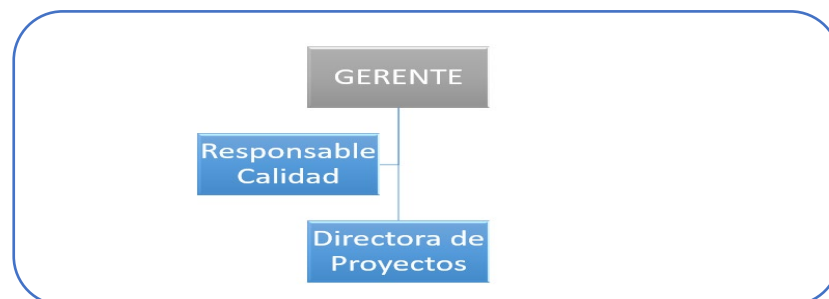 GERENTE
Responsable
Calidad
Directora de
Proyectos